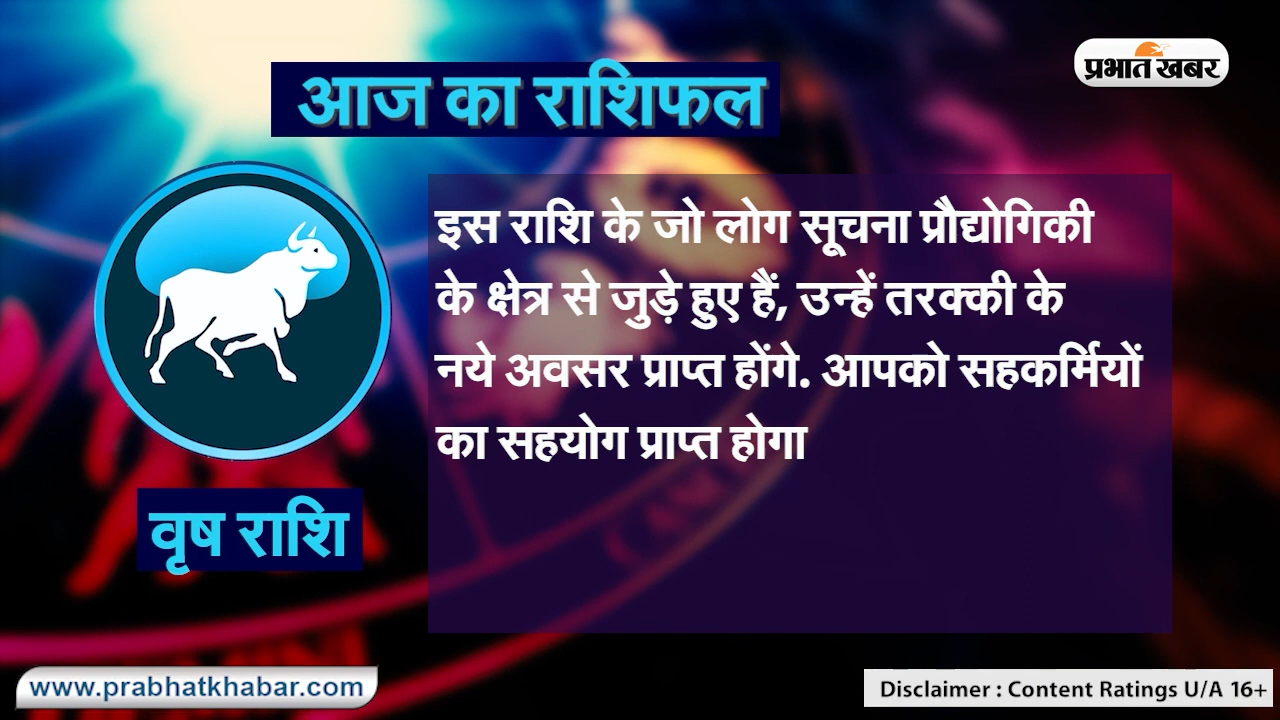 प्रभात खबर
आज का राशिफल
इस राशि के जो लोग सूचना प्रौद्योगिकी
के क्षेत्र से जुड़े हुए हैं, उन्हें तरक्की के
नये अवसर प्राप्त होंगे. आपको सहकर्मियों
का सहयोग प्राप्त होगा
वृष राशि
www.prabhatkhabar.com
Disclaimer : Content Ratings U/A 16+